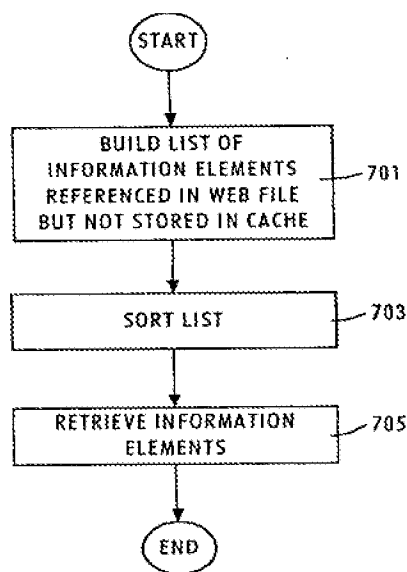 START
BUILD LIST OF
INFORMATION ELEMENTS
REFERENCED IN WEB FILE
BUT NOT STORED IN CACHE
701
SORT LIST
703
RETRIEVE INFORMATION
ELEMENTS
705
END